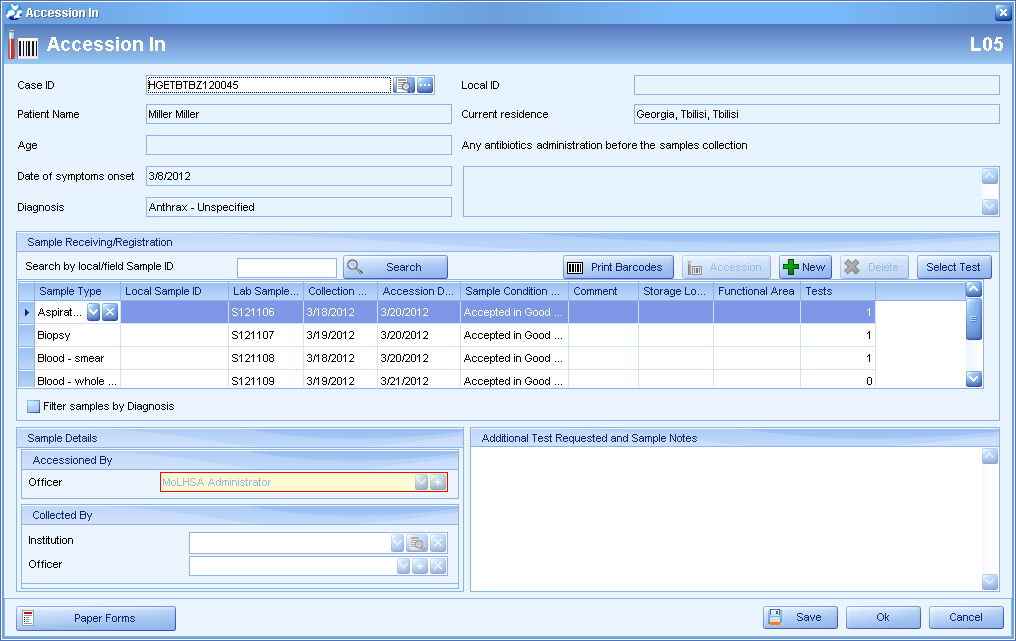 Accession In
Accession In L05
Case ID HGETBTBZ120045 Local ID
Patient Name Miller Miller Current residence Georgia, Tbilisi, Tbilisi
Age Any antibiotics administration before the samples collection
Date of symptoms onset 3/8/2012
Diagnosis Anthrax - Unspecified
Sample Receiving/Registration
Search by local/field Sample ID Search Print Barcodes Accession New Delete Select Test
Sample Type Local Sample ID Lab Sample... Collection ... Accession D... Sample Condition ... Comment Storage Lo... Functional Area Tests
Aspirat... S121106 3/18/2012 3/20/2012 Accepted in Good ... 1
Biopsy S121107 3/19/2012 3/20/2012 Accepted in Good ... 1
Blood - smear S121108 3/18/2012 3/20/2012 Accepted in Good ... 1
Blood - whole ... S121109 3/19/2012 3/21/2012 Accepted in Good ... 0
Filter samples by Diagnosis
Sample Details Additional Test Requested and Sample Notes
Accessioned By
Officer MoLHSA Administrator
Collected By
Institution
Officer
Paper Forms Save Ok Cancel